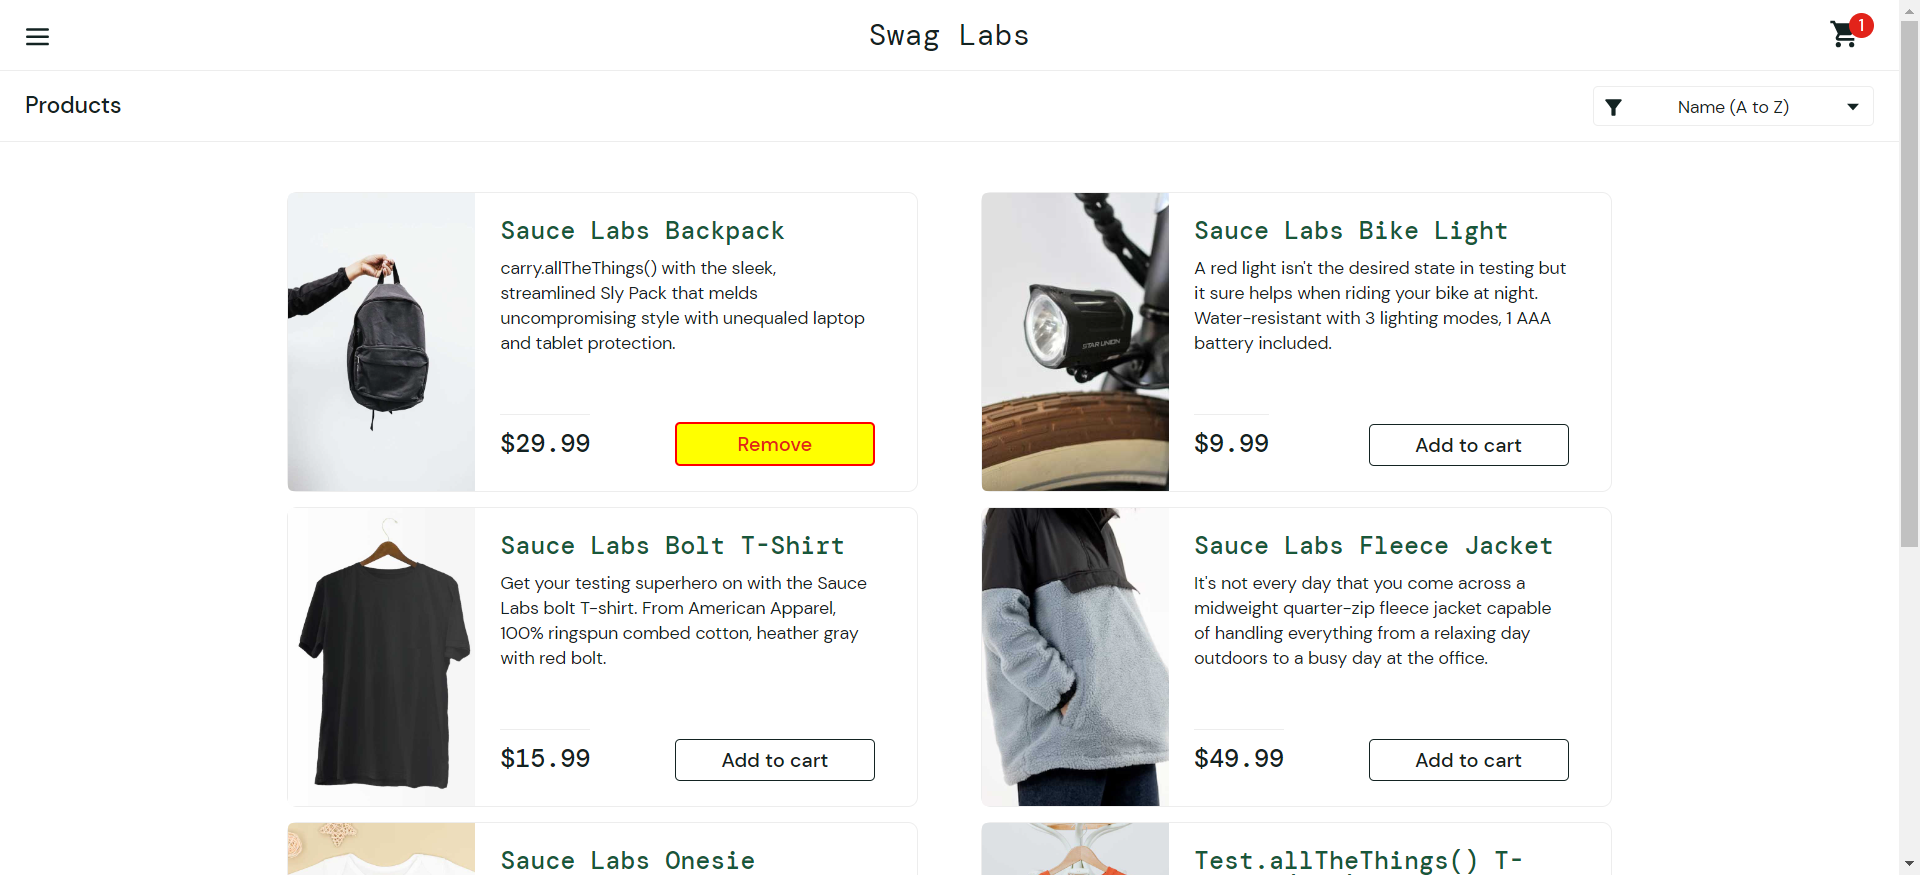 Swag Labs
1
Products
Name (A to Z)
Sauce Labs Backpack
carry.allTheThings() with the sleek,
streamlined Sly Pack that melds
uncompromising style with unequaled laptop
and tablet protection.
$29.99
Remove
Sauce Labs Bike Light
A red light isn't the desired state in testing but
it sure helps when riding your bike at night.
Water-resistant with 3 lighting modes, 1 AAA
battery included.
STAR UNION
$9.99
Add to cart
Sauce Labs Bolt T-Shirt
Get your testing superhero on with the Sauce
Labs bolt T-shirt. From American Apparel,
100% ringspun combed cotton, heather gray
with red bolt.
$15.99
Add to cart
Sauce Labs Fleece Jacket
It's not every day that you come across a
midweight quarter-zip fleece jacket capable
of handling everything from a relaxing day
outdoors to a busy day at the office.
$49.99
Add to cart
Sauce Labs Onesie
Test.allTheThings() T-